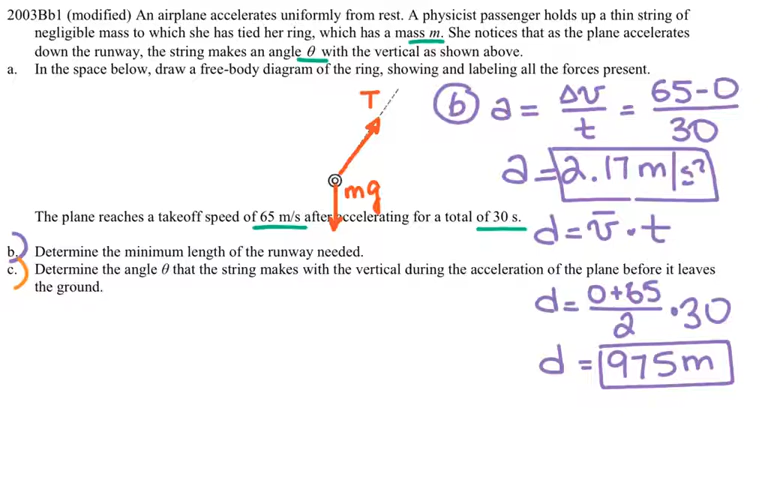 2003Bb1 (modified) An airplane accelerates uniformly from rest. A physicist passenger holds up a thin string of
negligible mass to which she has tied her ring, which has a mass m. She notices that as the plane accelerates
down the runway, the string makes an angle θ with the vertical as shown above.
a. In the space below, draw a free-body diagram of the ring, showing and labeling all the forces present.
T
mg
The plane reaches a takeoff speed of 65 m/s after accelerating for a total of 30 s.
b. Determine the minimum length of the runway needed.
c. Determine the angle θ that the string makes with the vertical during the acceleration of the plane before it leaves
the ground.
(b) a = Δv/t = 65-0/30
a = 2.17 m/s²
d = v̄ · t
d = 0+65/2 · 30
d = 975m